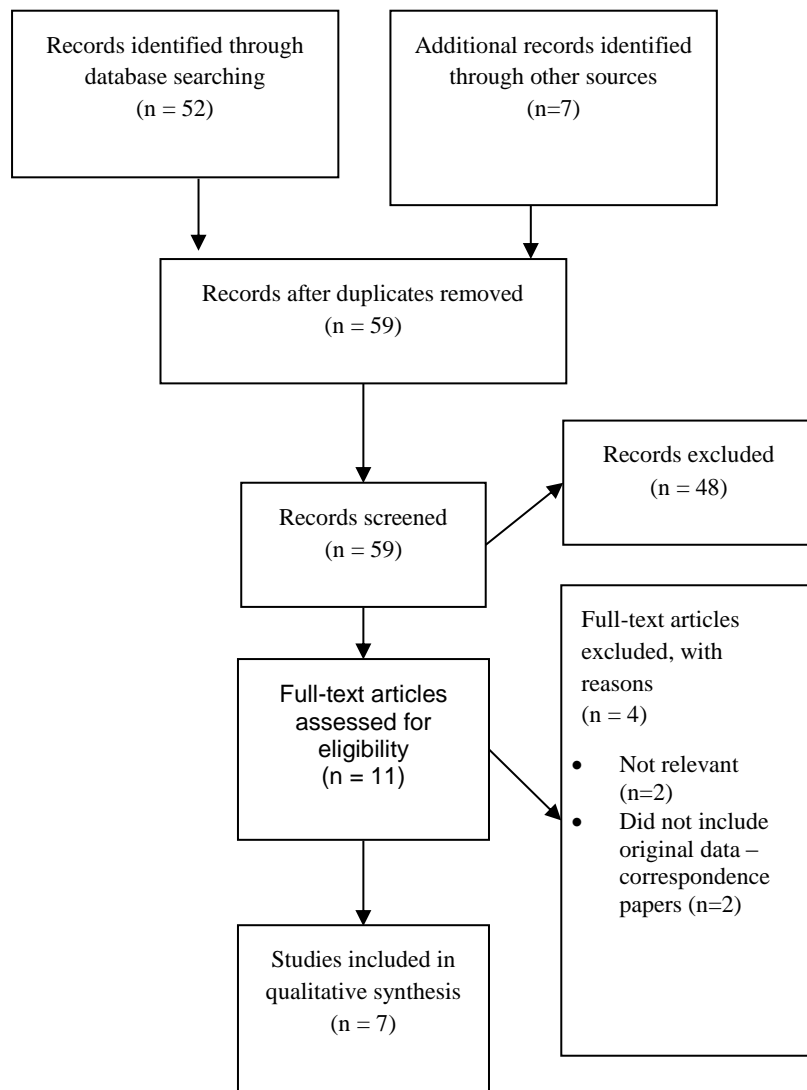 Records identified through
database searching
(n = 52)
Additional records identified
through other sources
(n=7)
Records after duplicates removed
(n = 59)
Records excluded
(n = 48)
Records screened
(n = 59)
Full-text articles
assessed for
eligibility
(n = 11)
Full-text articles
excluded, with
reasons
(n = 4)
• Not relevant
(n=2)
• Did not include
original data –
correspondence
papers (n=2)
Studies included in
qualitative synthesis
(n = 7)